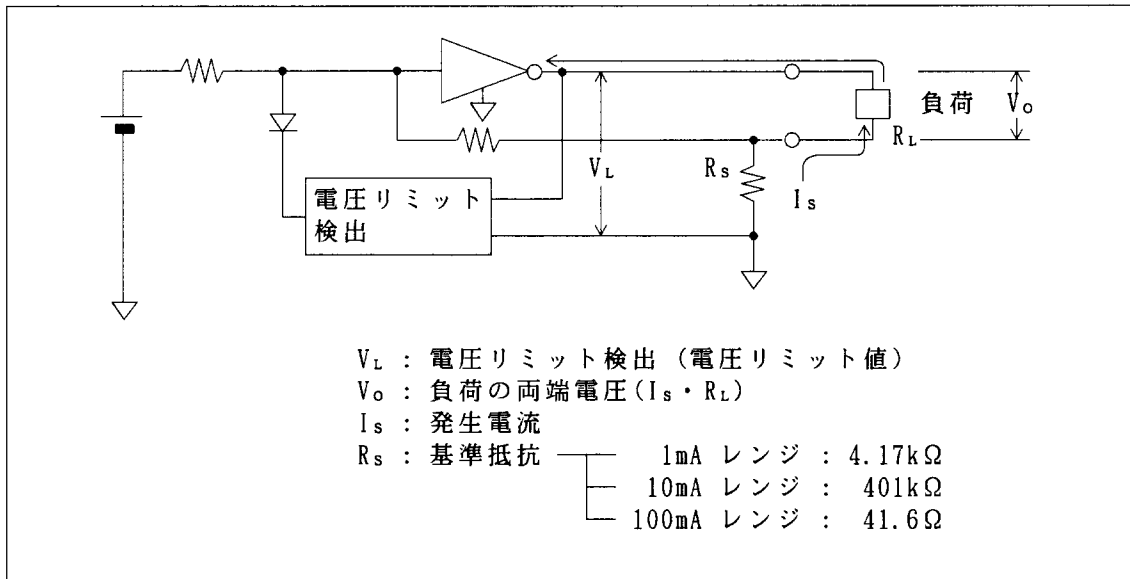 負荷
Vo
RL
VL
Rs
Is
電圧リミット
検出
VL : 電圧リミット検出 (電圧リミット値)
Vo : 負荷の両端電圧(Is・RL)
Is : 発生電流
Rs : 基準抵抗
1mA レンジ : 4.17kΩ
10mA レンジ : 401kΩ
100mA レンジ : 41.6Ω